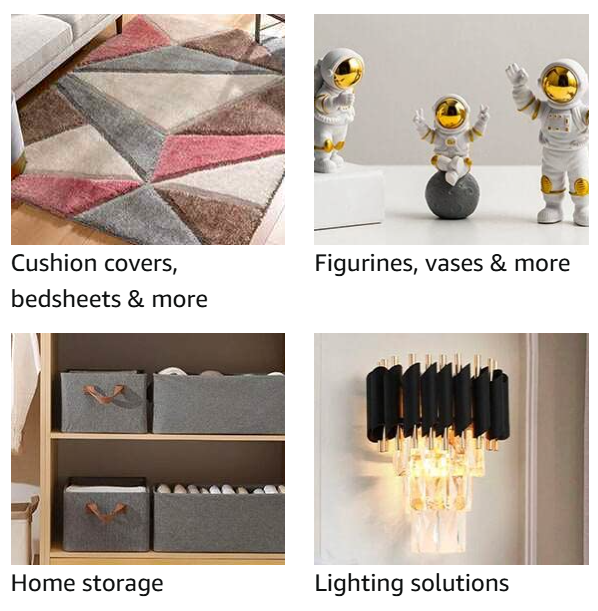 Cushion covers,
bedsheets & more
Figurines, vases & more
Home storage
Lighting solutions